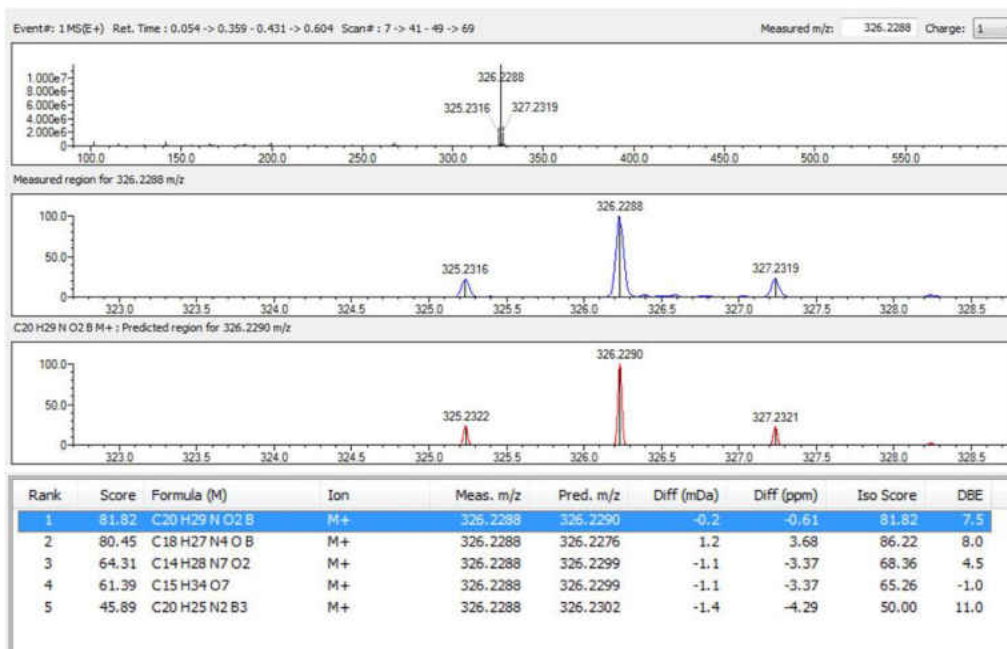 Event#: 1 MS(E+) Ret. Time : 0.054 -> 0.359 - 0.431 -> 0.604 Scan# : 7 -> 41 - 49 -> 69 Measured m/z: 326.2288 Charge: 1
1.000e7
8.000e6
6.000e6
4.000e6
2.000e6
0
326.2288
325.2316 327.2319
100.0 150.0 200.0 250.0 300.0 350.0 400.0 450.0 500.0 550.0
Measured region for 326.2288 m/z
100.0
50.0
0
326.2288
325.2316 327.2319
323.0 323.5 324.0 324.5 325.0 325.5 326.0 326.5 327.0 327.5 328.0 328.5
C20 H29 N O2 B M+ : Predicted region for 326.2290 m/z
100.0
50.0
0
326.2290
325.2322 327.2321
323.0 323.5 324.0 324.5 325.0 325.5 326.0 326.5 327.0 327.5 328.0 328.5
Rank Score Formula (M) Ion Meas. m/z Pred. m/z Diff (mDa) Diff (ppm) Iso Score DBE
1 81.82 C20 H29 N O2 B M+ 326.2288 326.2290 -0.2 -0.61 81.82 7.5
2 80.45 C18 H27 N4 O B M+ 326.2288 326.2276 1.2 3.68 86.22 8.0
3 64.31 C14 H28 N7 O2 M+ 326.2288 326.2299 -1.1 -3.37 68.36 4.5
4 61.39 C15 H34 O7 M+ 326.2288 326.2299 -1.1 -3.37 65.26 -1.0
5 45.89 C20 H25 N2 B3 M+ 326.2288 326.2302 -1.4 -4.29 50.00 11.0